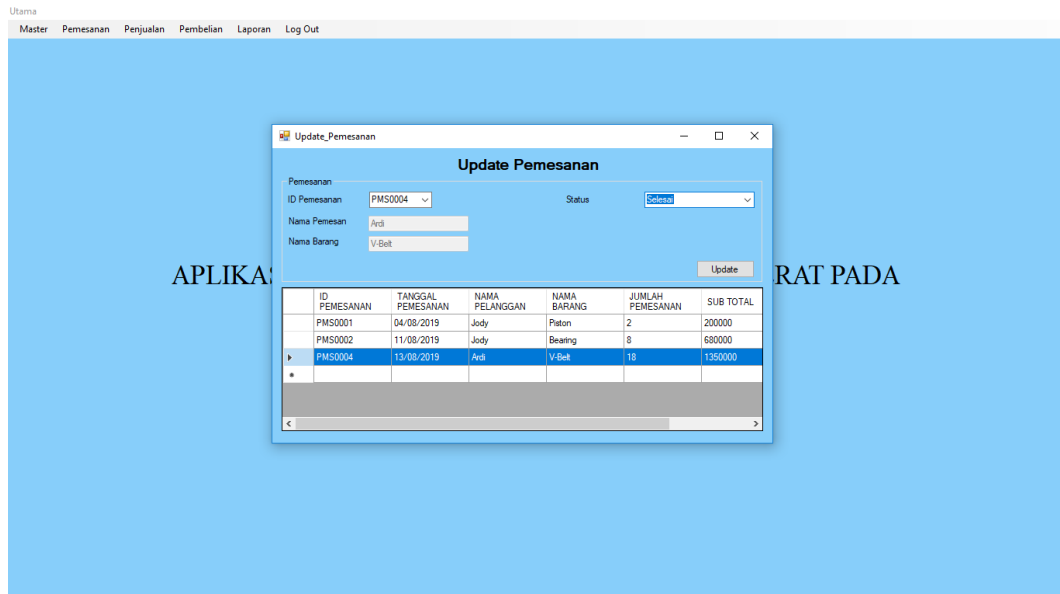 Utama
Master Pemesanan Penjualan Pembelian Laporan Log Out
Update_Pemesanan
Update Pemesanan
Pemesanan
ID Pemesanan PMS0004 Status Selesai
Nama Pemesan Ardi
Nama Barang V-Belt
Update
APLIKAS RAT PADA
ID PEMESANAN TANGGAL PEMESANAN NAMA PELANGGAN NAMA BARANG JUMLAH PEMESANAN SUB TOTAL
PMS0001 04/08/2019 Jody Piston 2 200000
PMS0002 11/08/2019 Jody Bearing 8 680000
PMS0004 13/08/2019 Ardi V-Belt 18 1350000